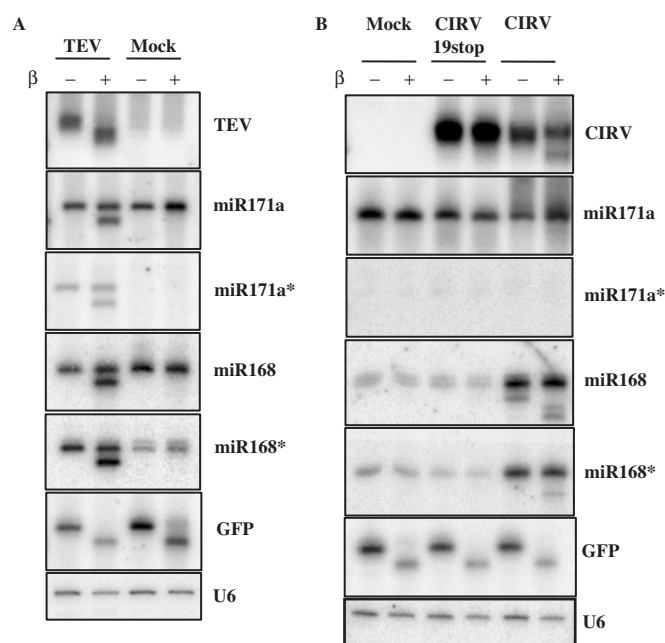 A
TEV Mock
β − + − +
TEV
miR171a
miR171a*
miR168
miR168*
GFP
U6
B
Mock CIRV 19stop CIRV
β − + − + − +
CIRV
miR171a
miR171a*
miR168
miR168*
GFP
U6